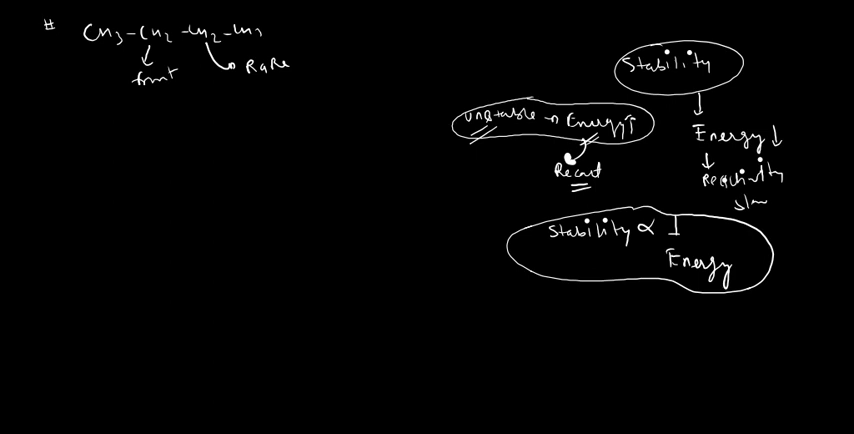 # CH3-CH2-CH2-CH3
front
RaRe
Stability
Energy ↓
Reactivity
slow
unstable → Energy↑
React
Stability ∝ 1
Energy